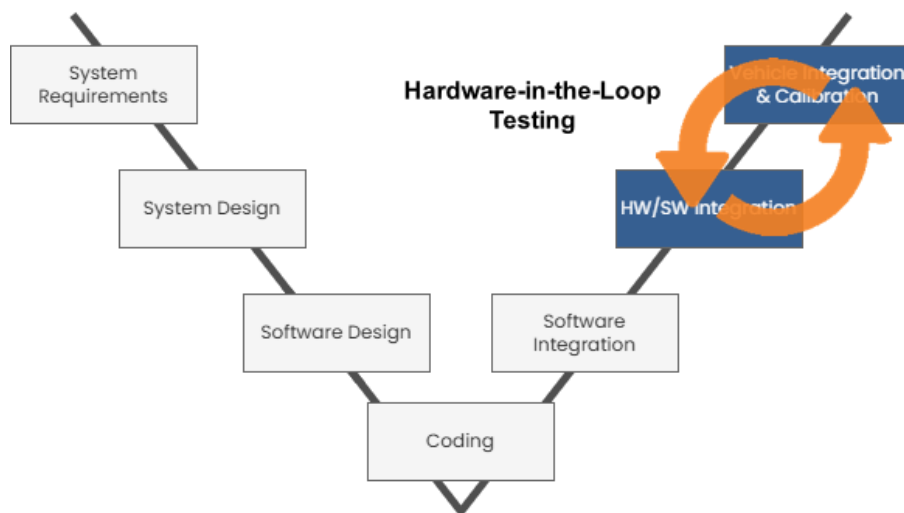 System
Requirements
Hardware-in-the-Loop
Testing
Vehicle Integration
& Calibration
System Design
HW/SW Integration
Software Design
Software
Integration
Coding